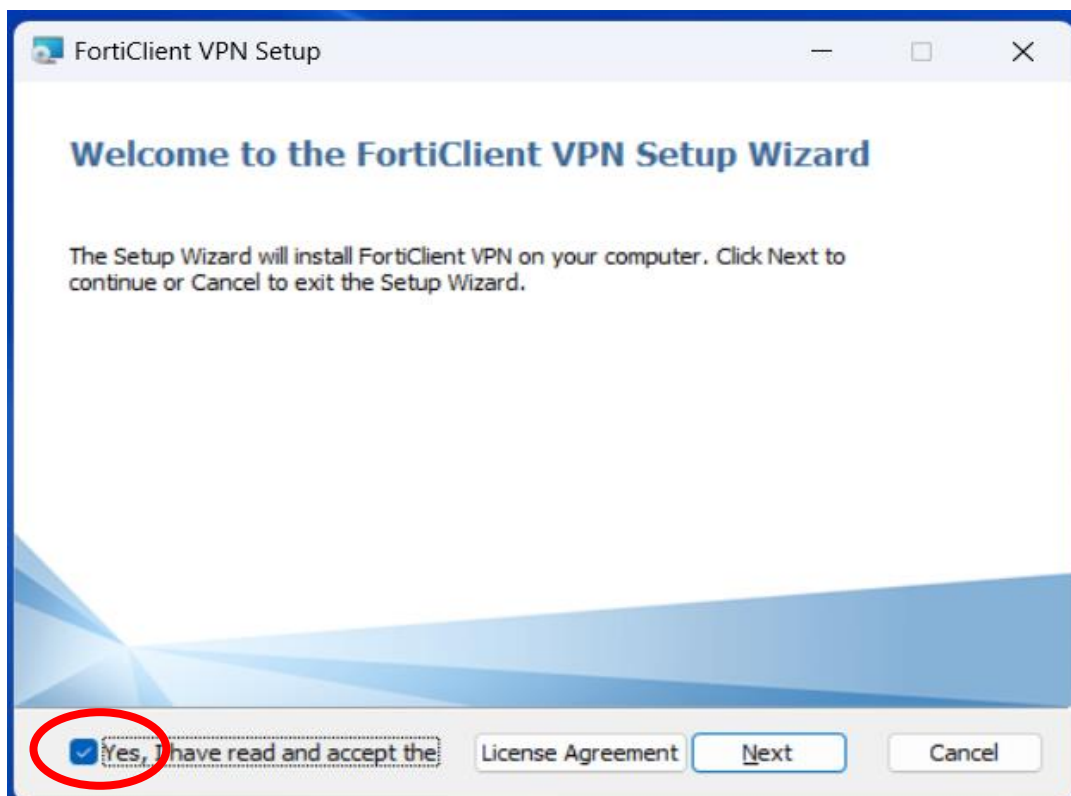 FortiClient VPN Setup
Welcome to the FortiClient VPN Setup Wizard
The Setup Wizard will install FortiClient VPN on your computer. Click Next to
continue or Cancel to exit the Setup Wizard.
Yes, I have read and accept the License Agreement Next Cancel